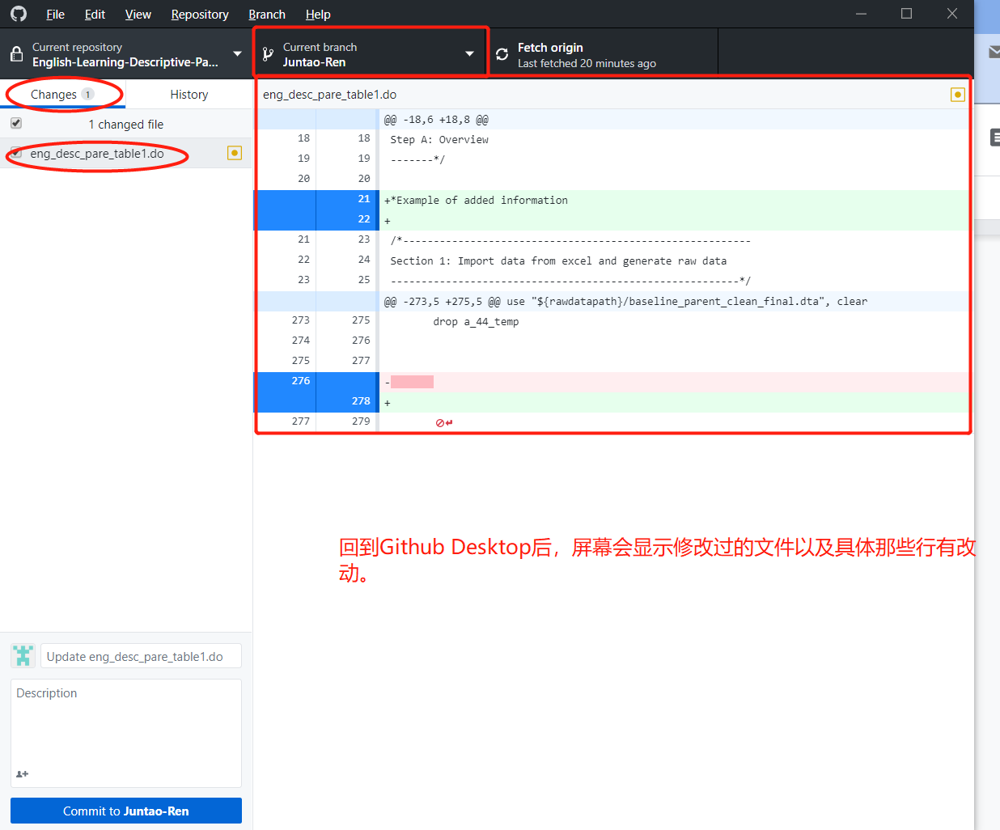 File Edit View Repository Branch Help
Current repository
English-Learning-Descriptive-Pa...
Current branch
Juntao-Ren
Fetch origin
Last fetched 20 minutes ago
Changes 1 History
1 changed file
eng_desc_pare_table1.do
eng_desc_pare_table1.do
@@ -18,6 +18,8 @@
18 18 Step A: Overview
19 19 -------*/
20 20
21 +*Example of added information
22 +
21 23 /*---------------------------------------------------------
22 24 Section 1: Import data from excel and generate raw data
23 25 ---------------------------------------------------------*/
@@ -273,5 +275,5 @@ use "${rawdatapath}/baseline_parent_clean_final.dta", clear
273 275 drop a_44_temp
274 276
275 277
276 -
278 +
277 279
回到Github Desktop后，屏幕会显示修改过的文件以及具体那些行有改
动。
Update eng_desc_pare_table1.do
Description
Commit to Juntao-Ren